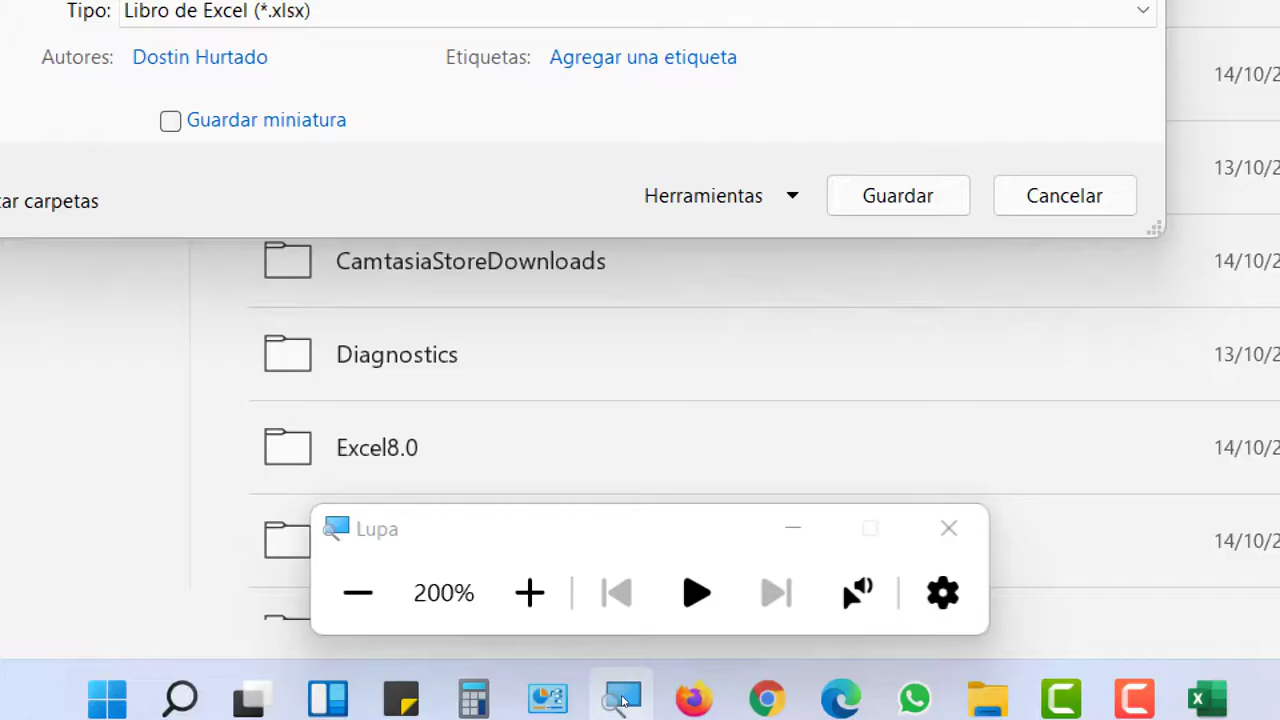 Tipo: Libro de Excel (*.xlsx)
Autores: Dostin Hurtado Etiquetas: Agregar una etiqueta
14/10/2
Guardar miniatura
13/10/2
carpetas Herramientas Guardar Cancelar
CamtasiaStoreDownloads 14/10/2
Diagnostics 13/10/2
Excel8.0 14/10/2
Lupa
14/10/2
200%